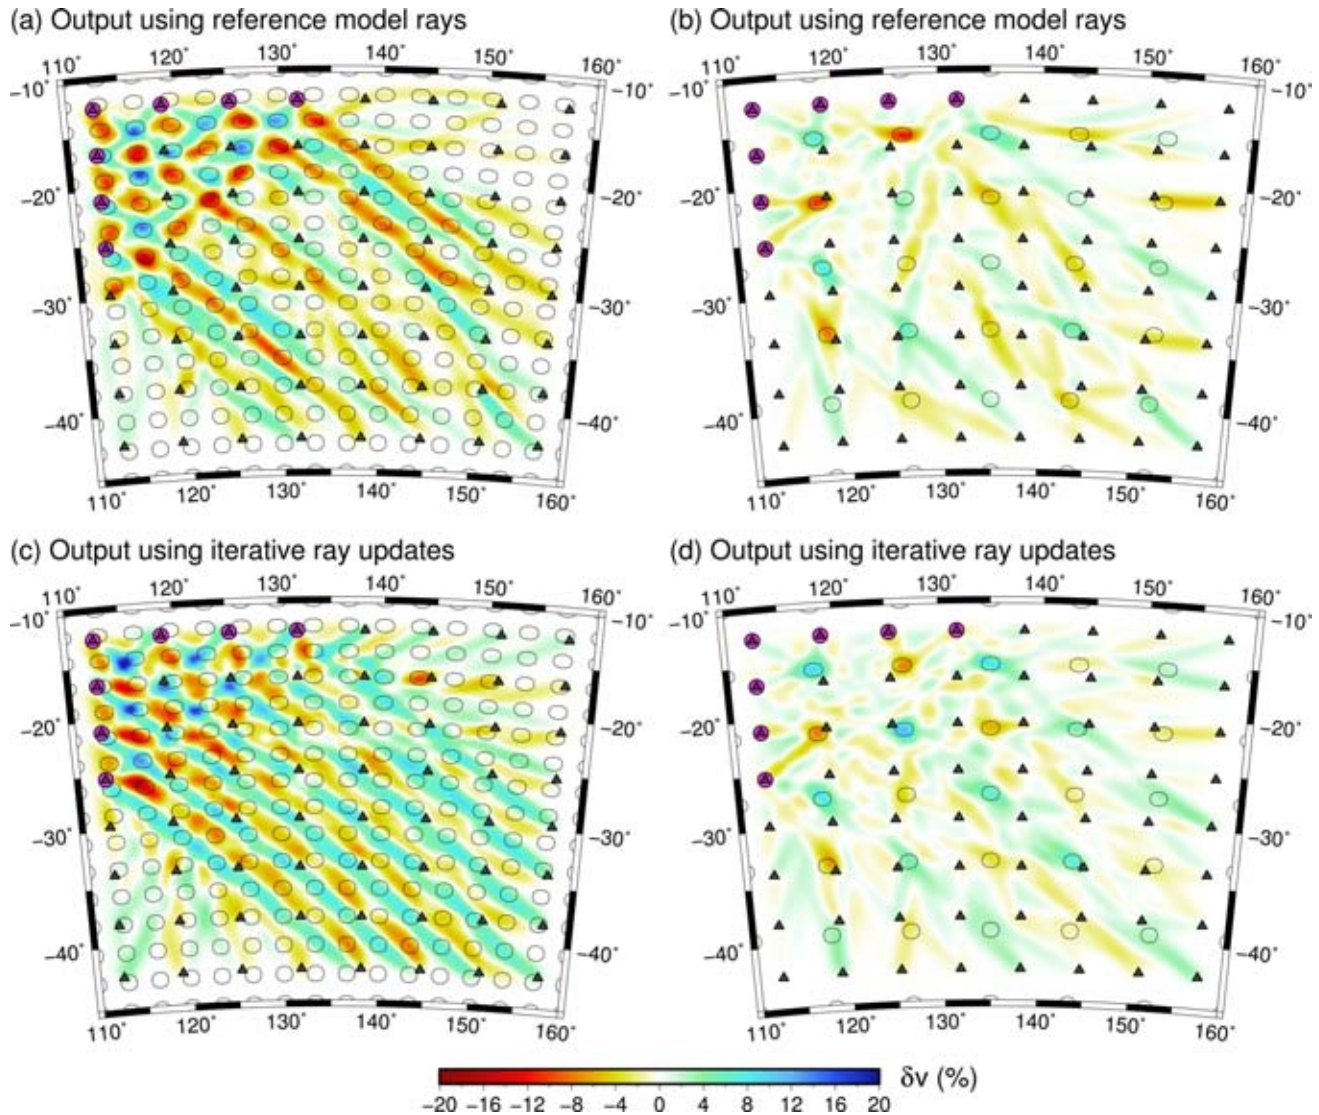 (a) Output using reference model rays
110° 120° 130° 140° 150° 160°
−10° −10°
−20° −20°
−30° −30°
−40° −40°
110° 120° 130° 140° 150° 160°
(b) Output using reference model rays
110° 120° 130° 140° 150° 160°
−10° −10°
−20° −20°
−30° −30°
−40° −40°
110° 120° 130° 140° 150° 160°
(c) Output using iterative ray updates
110° 120° 130° 140° 150° 160°
−10° −10°
−20° −20°
−30° −30°
−40° −40°
110° 120° 130° 140° 150° 160°
(d) Output using iterative ray updates
110° 120° 130° 140° 150° 160°
−10° −10°
−20° −20°
−30° −30°
−40° −40°
110° 120° 130° 140° 150° 160°
δv (%)
−20 −16 −12 −8 −4 0 4 8 12 16 20